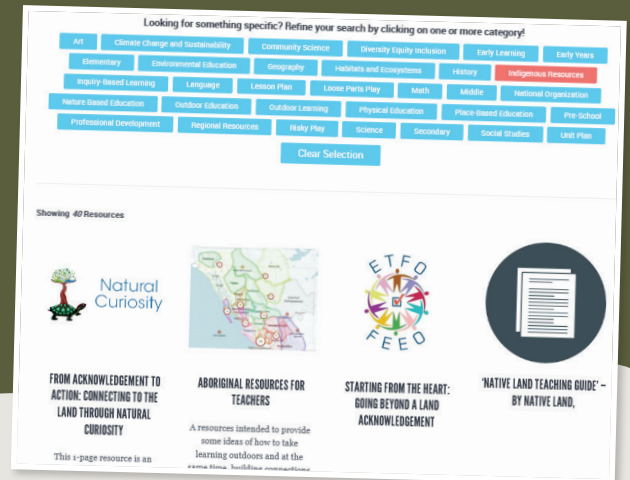 Looking for something specific? Refine your search by clicking on one or more category!
Art Climate Change and Sustainability Community Science Diversity Equity Inclusion Early Learning Early Years
Elementary Environmental Education Geography Habitats and Ecosystems History Indigenous Resources
Inquiry-Based Learning Language Lesson Plan Loose Parts Play Math Middle National Organization
Nature Based Education Outdoor Education Outdoor Learning Physical Education Place-Based Education Pre-School
Professional Development Regional Resources Risky Play Science Secondary Social Studies Unit Plan
Clear Selection
Showing 40 Resources
Natural
Curiosity
ETFO
FEEO
FROM ACKNOWLEDGEMENT TO
ACTION: CONNECTING TO THE
LAND THROUGH NATURAL
CURIOSITY
This 1-page resource is an
ABORIGINAL RESOURCES FOR
TEACHERS
A resources intended to provide
some ideas of how to take
learning outdoors and at the
same time, building connections
STARTING FROM THE HEART:
GOING BEYOND A LAND
ACKNOWLEDGEMENT
'NATIVE LAND TEACHING GUIDE' –
BY NATIVE LAND,